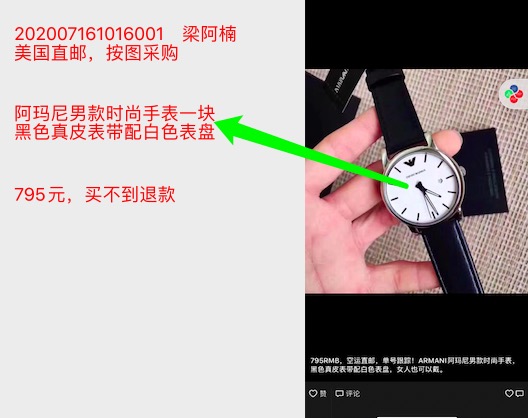 202007161016001 梁阿楠
美国直邮，按图采购
阿玛尼男款时尚手表一块
黑色真皮表带配白色表盘
795元，买不到退款
EMPORIO ARMANI
795RMB，空运直邮，单号跟踪！ARMANI阿玛尼男款时尚手表，
黑色真皮表带配白色表盘，女人也可以戴。
赞 评论